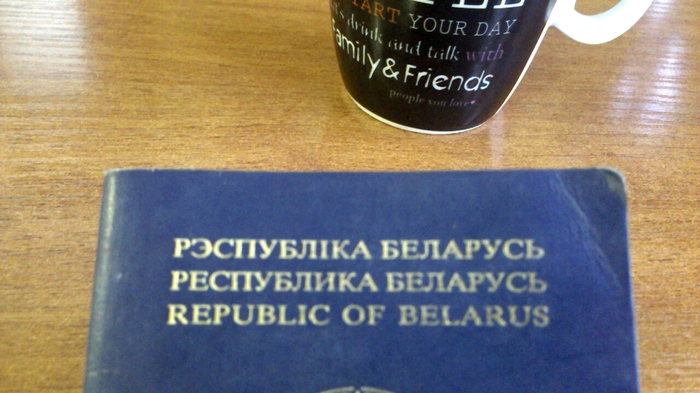 START YOUR DAY
drink and talk with
Family&Friends
people you love
РЭСПУБЛІКА БЕЛАРУСЬ
РЕСПУБЛИКА БЕЛАРУСЬ
REPUBLIC OF BELARUS